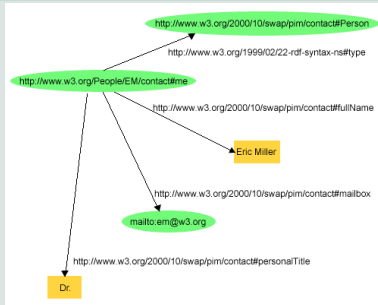 http://www.w3.org/2000/10/swap/pim/contact#Person
http://www.w3.org/1999/02/22-rdf-syntax-ns#type
http://www.w3.org/People/EM/contact#me
http://www.w3.org/2000/10/swap/pim/contact#fullName
Eric Miller
http://www.w3.org/2000/10/swap/pim/contact#mailbox
mailto:em@w3.org
http://www.w3.org/2000/10/swap/pim/contact#personalTitle
Dr.